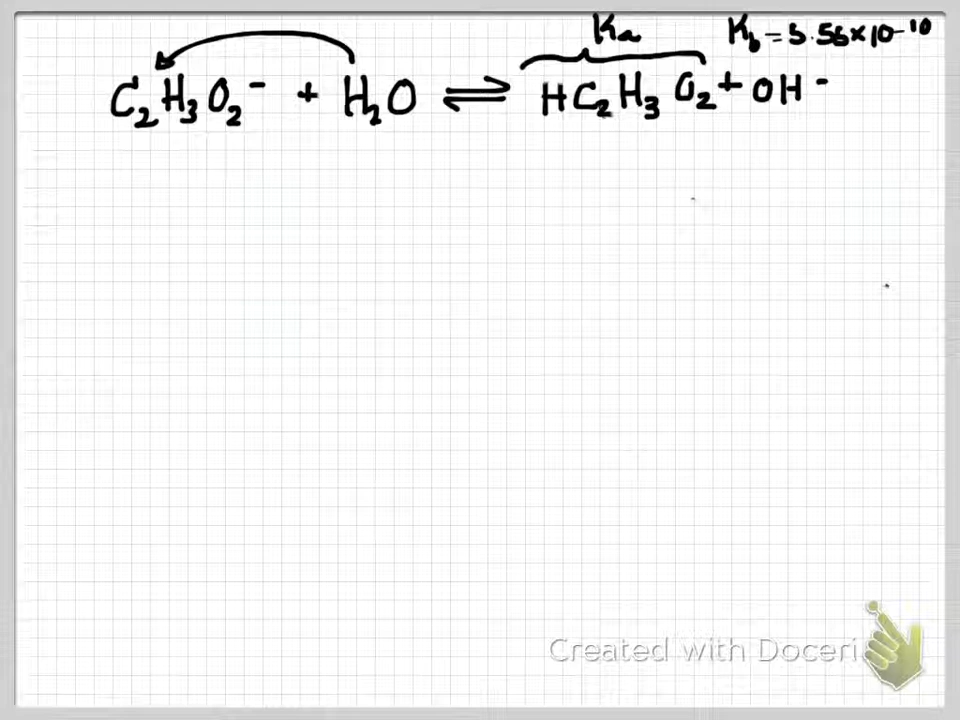 Ka Kb = 5.56×10-10
C2H3O2− + H2O ⇌ HC2H3O2 + OH−
Created with Doceri